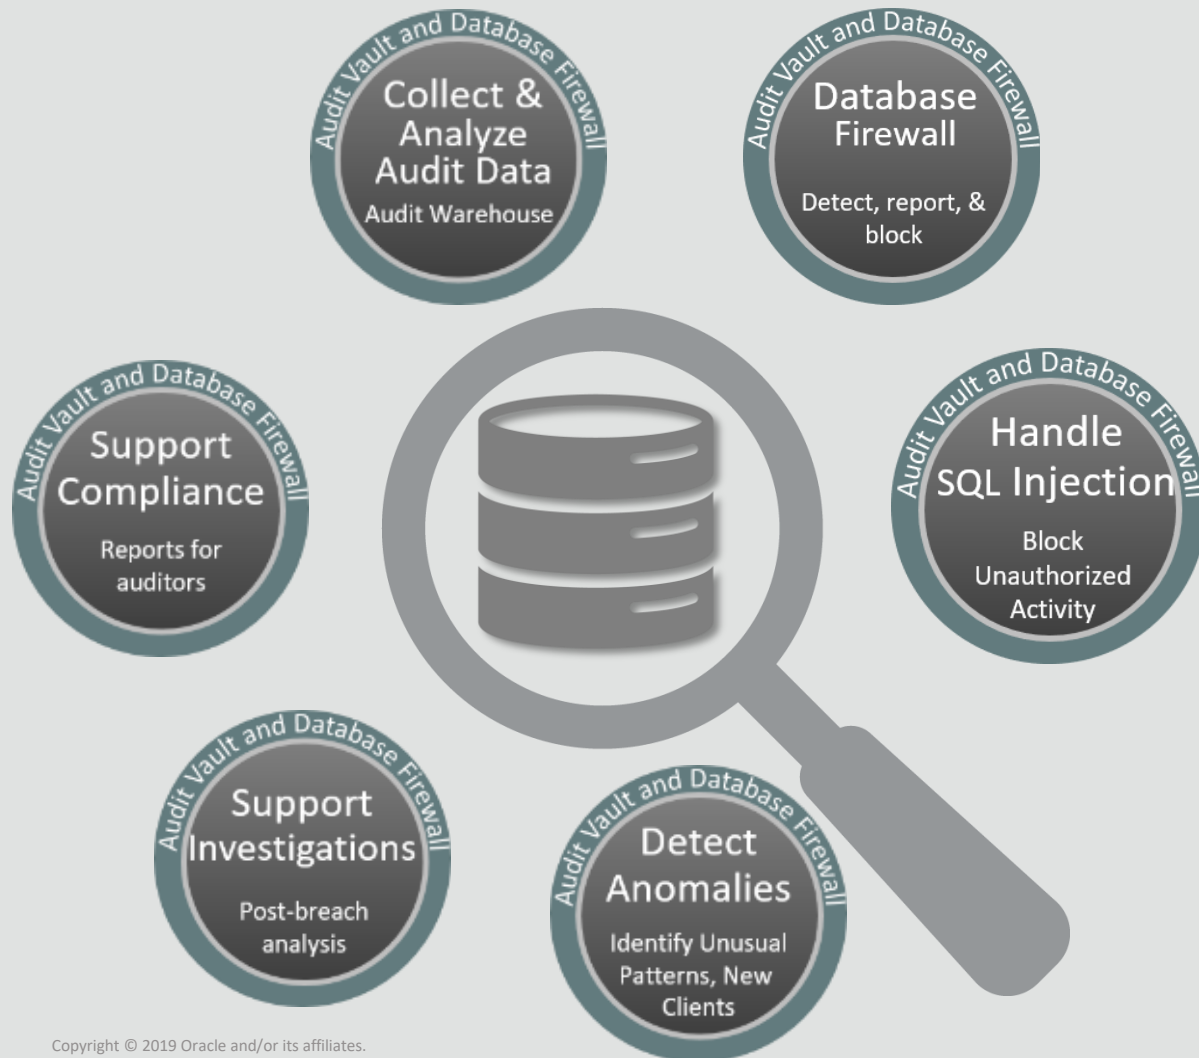 Audit Vault and Database Firewall
Collect &
Analyze
Audit Data
Audit Warehouse
Audit Vault and Database Firewall
Database
Firewall
Detect, report, &
block
Audit Vault and Database Firewall
Support
Compliance
Reports for
auditors
Audit Vault and Database Firewall
Handle
SQL Injection
Block
Unauthorized
Activity
Audit Vault and Database Firewall
Support
Investigations
Post-breach
analysis
Audit Vault and Database Firewall
Detect
Anomalies
Identify Unusual
Patterns, New
Clients
Copyright © 2019 Oracle and/or its affiliates.